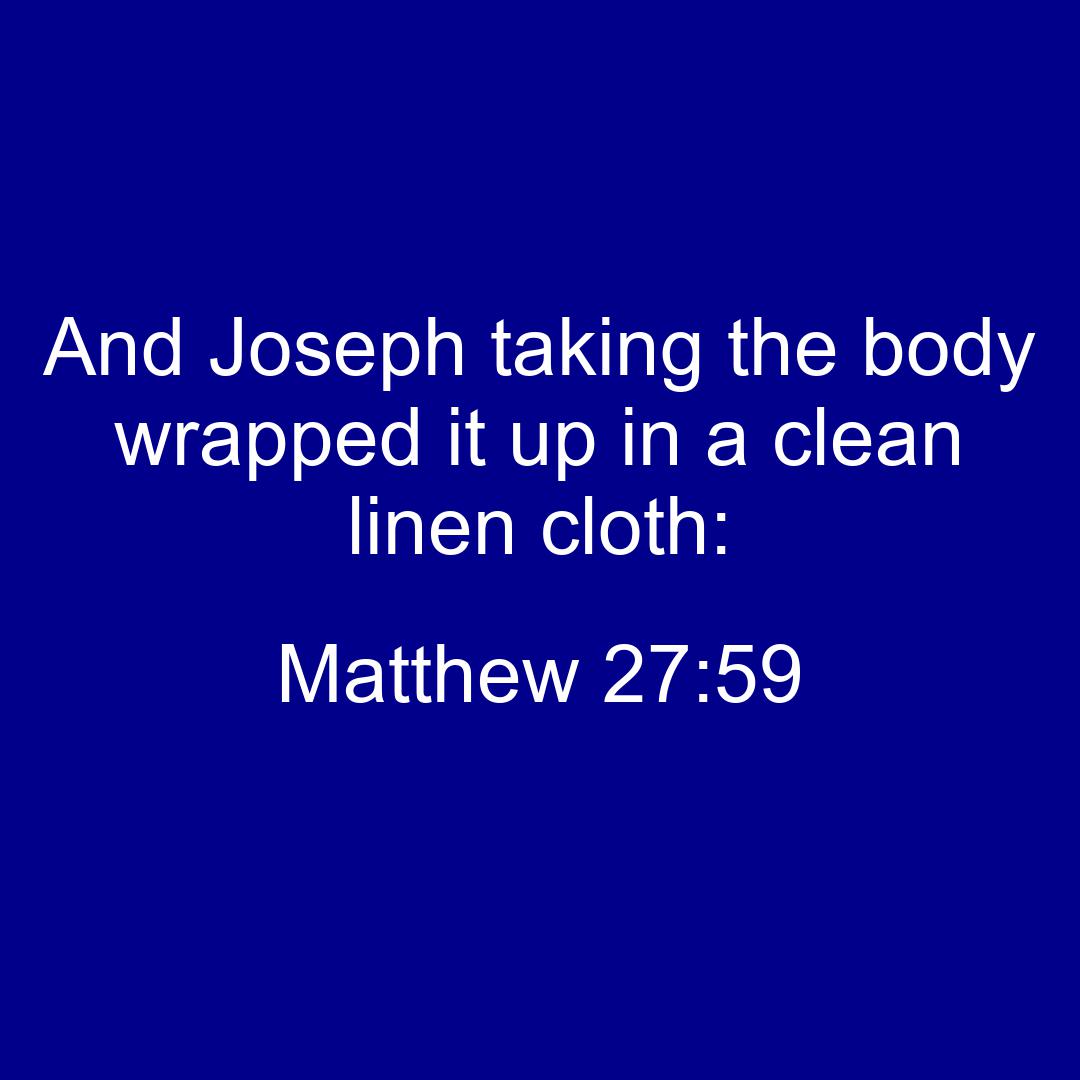 And Joseph taking the body
wrapped it up in a clean
linen cloth:
Matthew 27:59